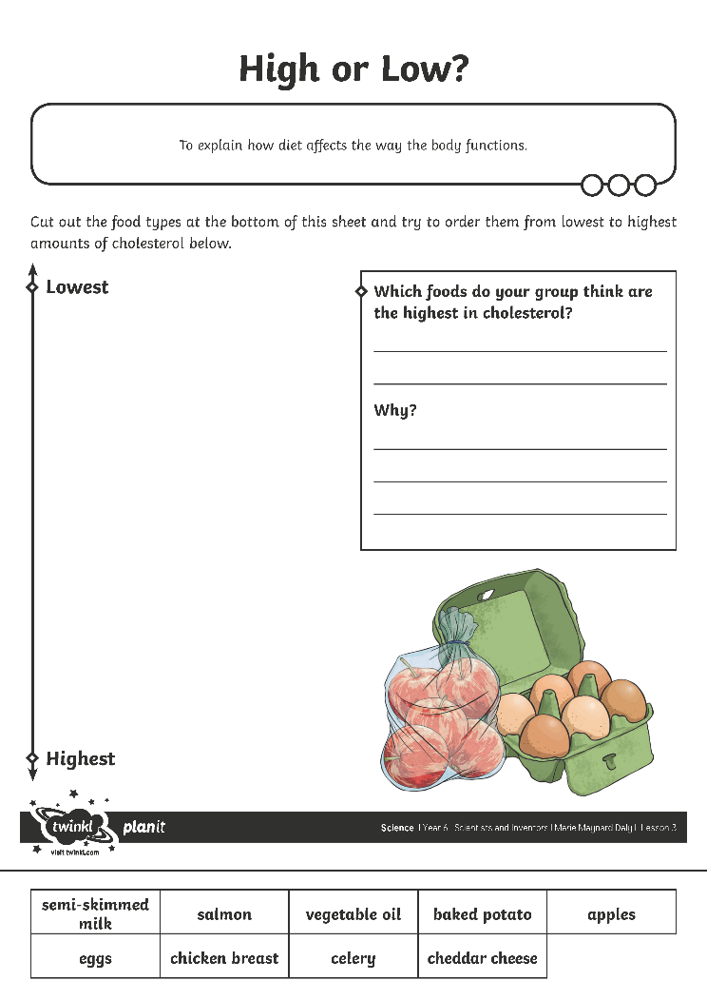 High or Low?
To explain how diet affects the way the body functions.
Cut out the food types at the bottom of this sheet and try to order them from lowest to highest
amounts of cholesterol below.
Lowest
Highest
Which foods do your group think are
the highest in cholesterol?
Why?
twinkl
planit
visit twinkl.com
Science | Year 6 | Scientists and Inventors | Marie Maynard Daly | Lesson 3
semi-skimmed
milk
salmon
vegetable oil
baked potato
apples
eggs
chicken breast
celery
cheddar cheese